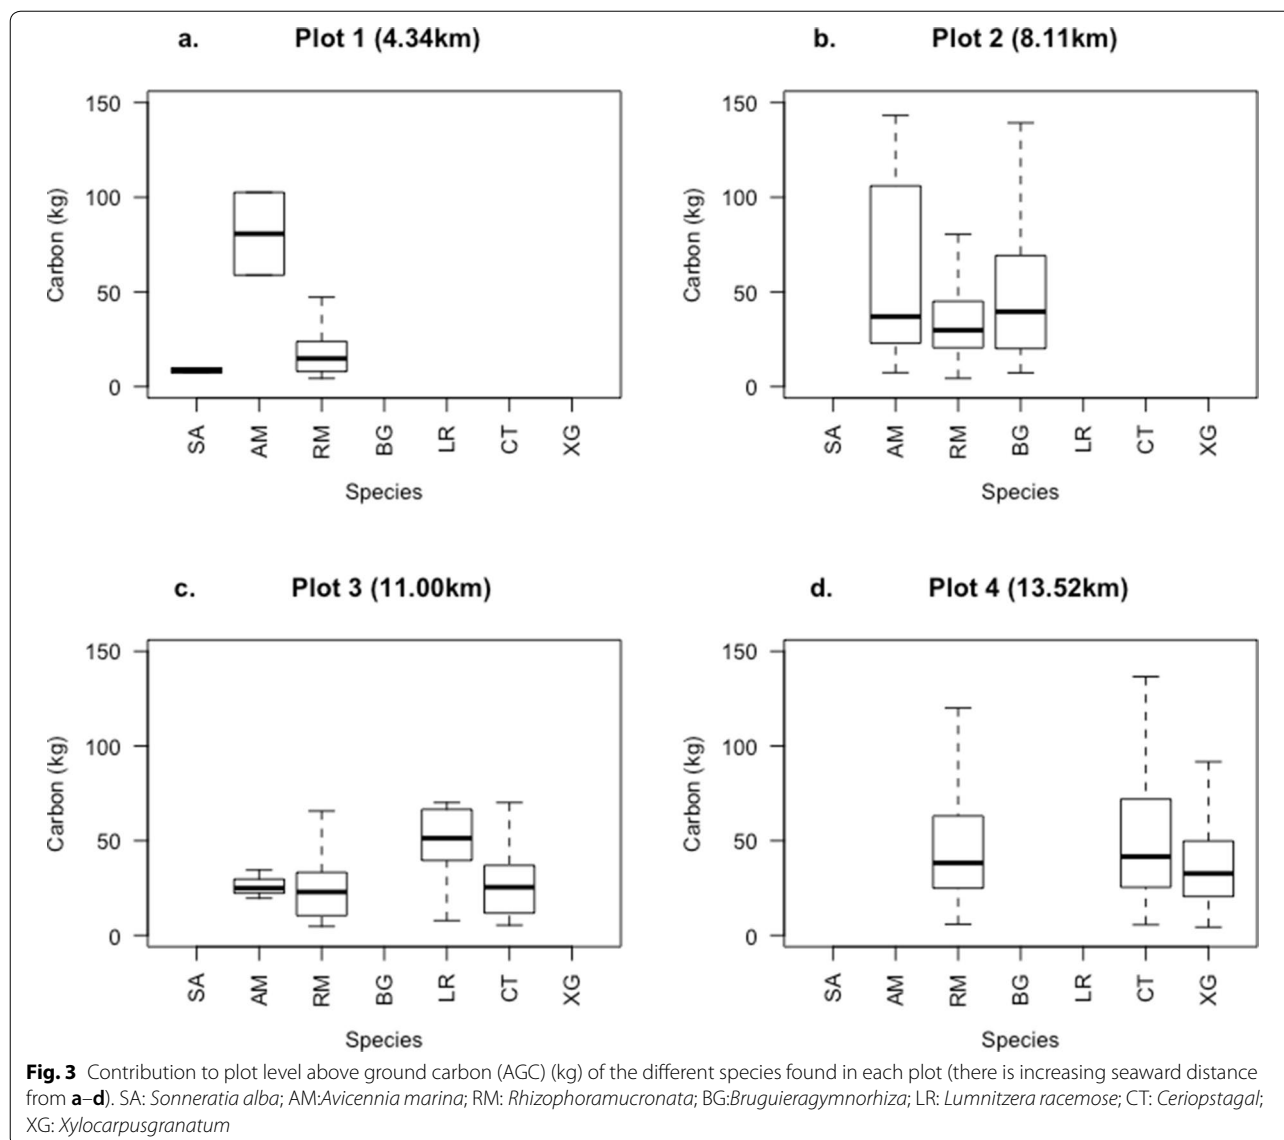 a. Plot 1 (4.34km)
150
100
50
0
Carbon (kg)
SA AM RM BG LR CT XG
Species
b. Plot 2 (8.11km)
150
100
50
0
Carbon (kg)
SA AM RM BG LR CT XG
Species
c. Plot 3 (11.00km)
150
100
50
0
Carbon (kg)
SA AM RM BG LR CT XG
Species
d. Plot 4 (13.52km)
150
100
50
0
Carbon (kg)
SA AM RM BG LR CT XG
Species
Fig. 3 Contribution to plot level above ground carbon (AGC) (kg) of the different species found in each plot (there is increasing seaward distance
from a–d). SA: Sonneratia alba; AM:Avicennia marina; RM: Rhizophoramucronata; BG:Bruguieragymnorhiza; LR: Lumnitzera racemose; CT: Ceriopstagal;
XG: Xylocarpusgranatum